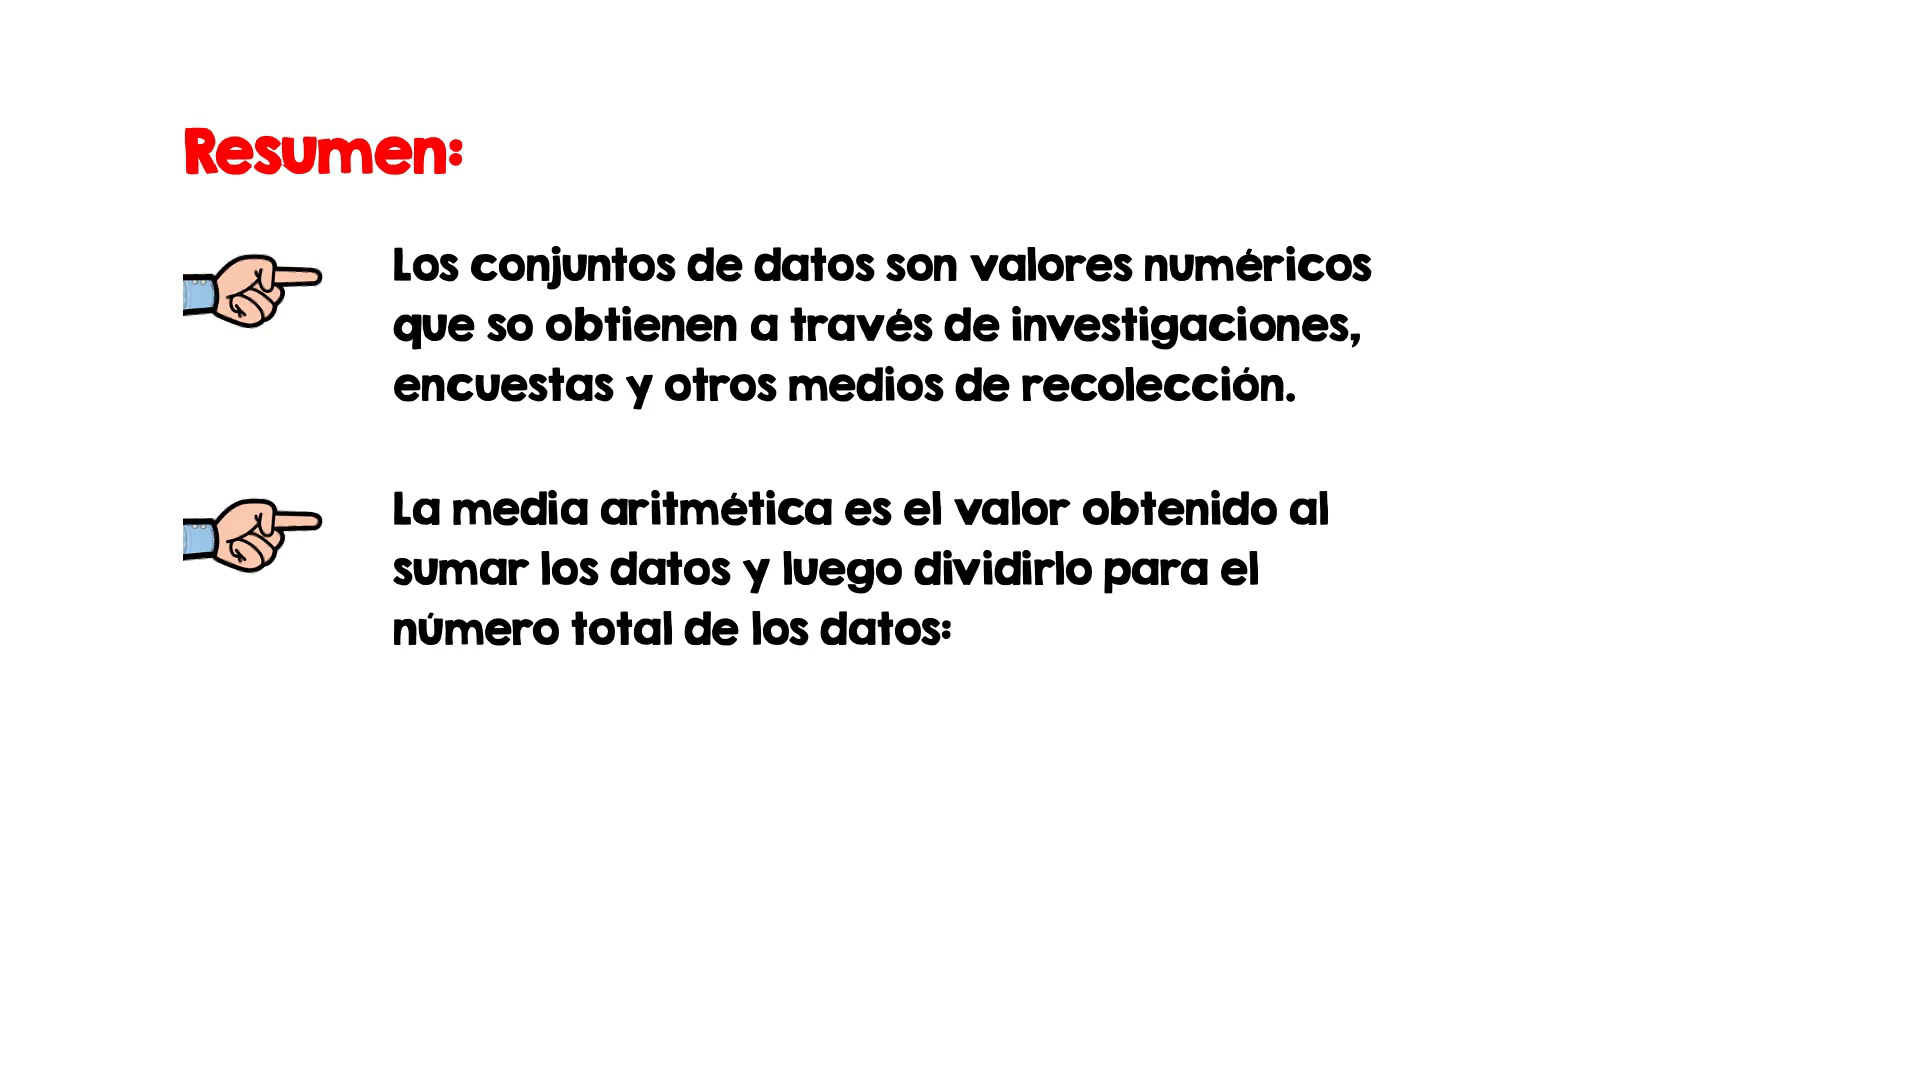 Resumen:
Los conjuntos de datos son valores numéricos
que so obtienen a través de investigaciones,
encuestas y otros medios de recolección.
La media aritmética es el valor obtenido al
sumar los datos y luego dividirlo para el
número total de los datos: